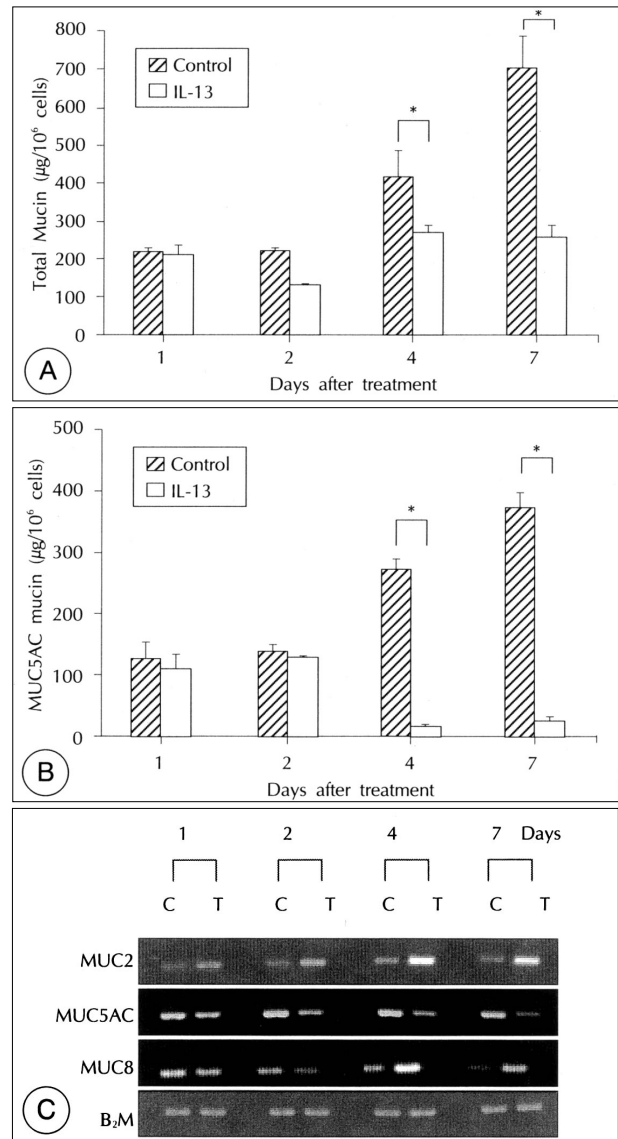 Total Mucin (µg/10⁶ cells)
800
700
600
500
400
300
200
100
0
Control
IL-13
*
*
1 2 4 7
Days after treatment
A
MUC5AC mucin (µg/10⁶ cells)
500
400
300
200
100
0
Control
IL-13
*
*
1 2 4 7
Days after treatment
B
1 2 4 7 Days
C T C T C T C T
MUC2
MUC5AC
MUC8
B₂M
C